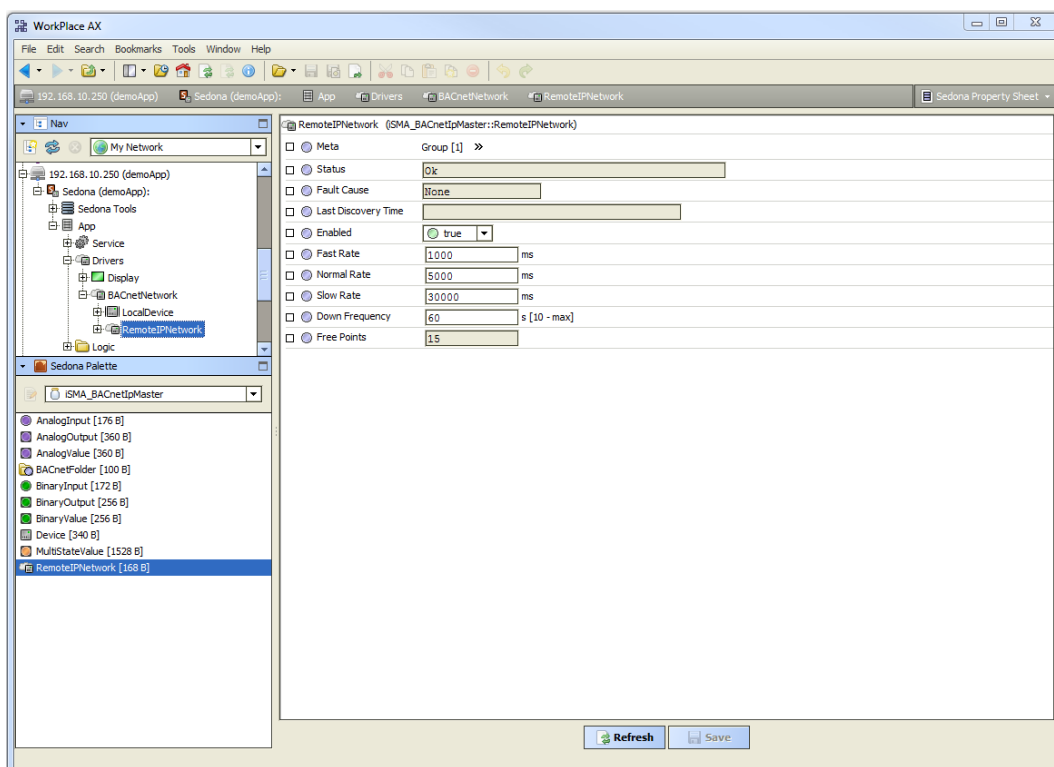 WorkPlace AX
File Edit Search Bookmarks Tools Window Help
192.168.10.250 (demoApp) Sedona (demoApp): App Drivers BACnetNetwork RemoteIPNetwork Sedona Property Sheet
Nav
My Network
192.168.10.250 (demoApp)
Sedona (demoApp):
Sedona Tools
App
Service
Drivers
Display
BACnetNetwork
LocalDevice
RemoteIPNetwork
Logic
Sedona Palette
iSMA_BACnetIpMaster
AnalogInput [176 B]
AnalogOutput [360 B]
AnalogValue [360 B]
BACnetFolder [100 B]
BinaryInput [172 B]
BinaryOutput [256 B]
BinaryValue [256 B]
Device [340 B]
MultiStateValue [1528 B]
RemoteIPNetwork [168 B]
RemoteIPNetwork (iSMA_BACnetIpMaster::RemoteIPNetwork)
Meta Group [1] »
Status Ok
Fault Cause None
Last Discovery Time
Enabled true
Fast Rate 1000 ms
Normal Rate 5000 ms
Slow Rate 30000 ms
Down Frequency 60 s [10 - max]
Free Points 15
Refresh Save